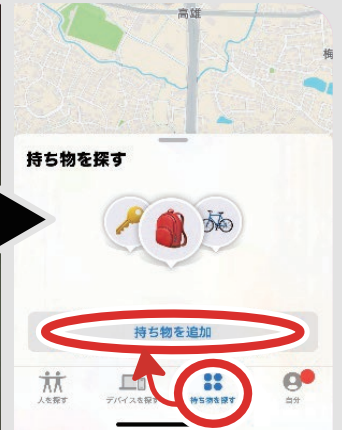 高雄
梅
持ち物を探す
持ち物を追加
人を探す
デバイスを探す
持ち物を探す
自分